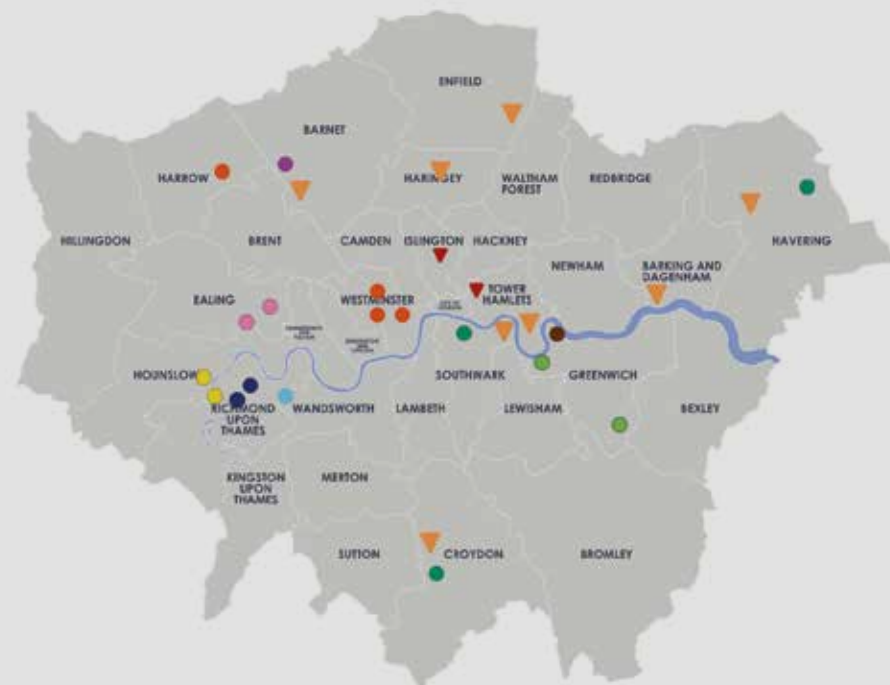 ENFIELD
BARNET
HARROW
HARINGEY
WALTHAM
FOREST
REDBRIDGE
HILLINGDON
BRENT
CAMDEN
ISLINGTON
HACKNEY
HAVERING
NEWHAM
BARKING AND
DAGENHAM
EALING
WESTMINSTER
TOWER
HAMLETS
HOUNSLOW
SOUTHWARK
GREENWICH
RICHMOND
UPON
THAMES
WANDSWORTH
LAMBETH
LEWISHAM
BEXLEY
KINGSTON
UPON
THAMES
MERTON
SUTTON
CROYDON
BROMLEY